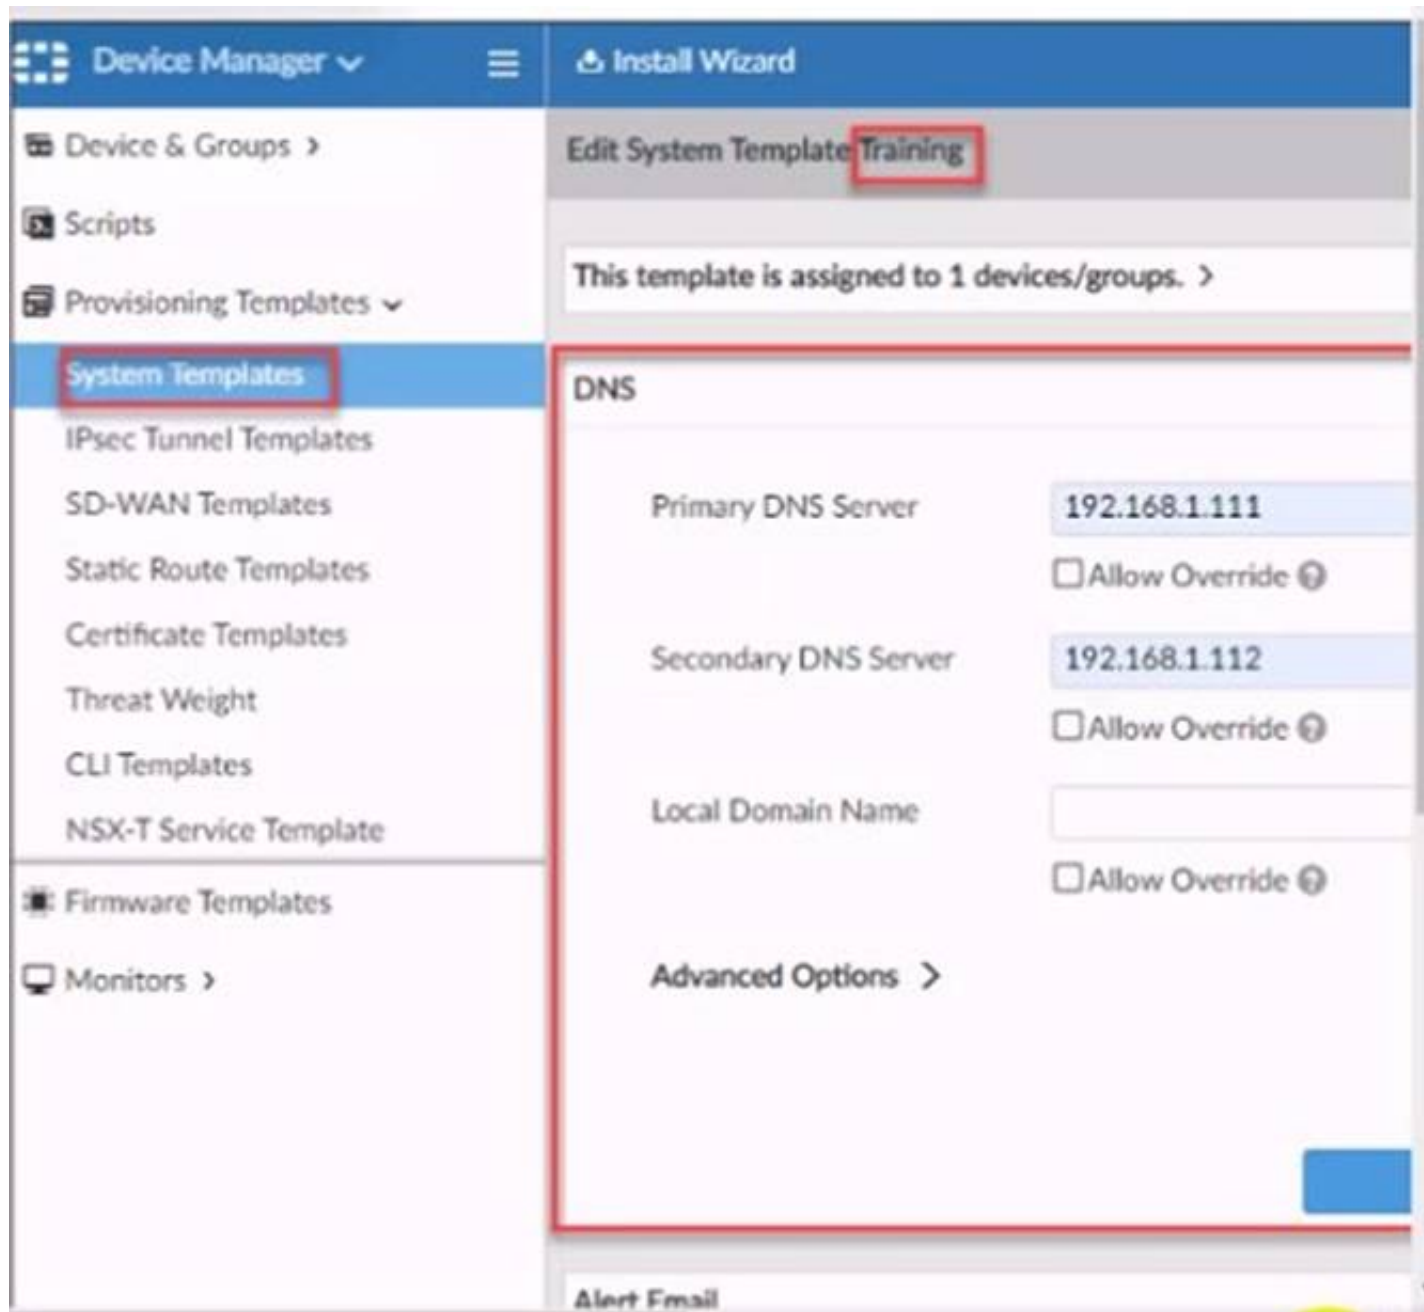 Device Manager
Install Wizard
Device & Groups
Scripts
Provisioning Templates
System Templates
IPsec Tunnel Templates
SD-WAN Templates
Static Route Templates
Certificate Templates
Threat Weight
CLI Templates
NSX-T Service Template
Firmware Templates
Monitors
Edit System Template Training
This template is assigned to 1 devices/groups. >
DNS
Primary DNS Server 192.168.1.111
Allow Override
Secondary DNS Server 192.168.1.112
Allow Override
Local Domain Name
Allow Override
Advanced Options >
Alert Email